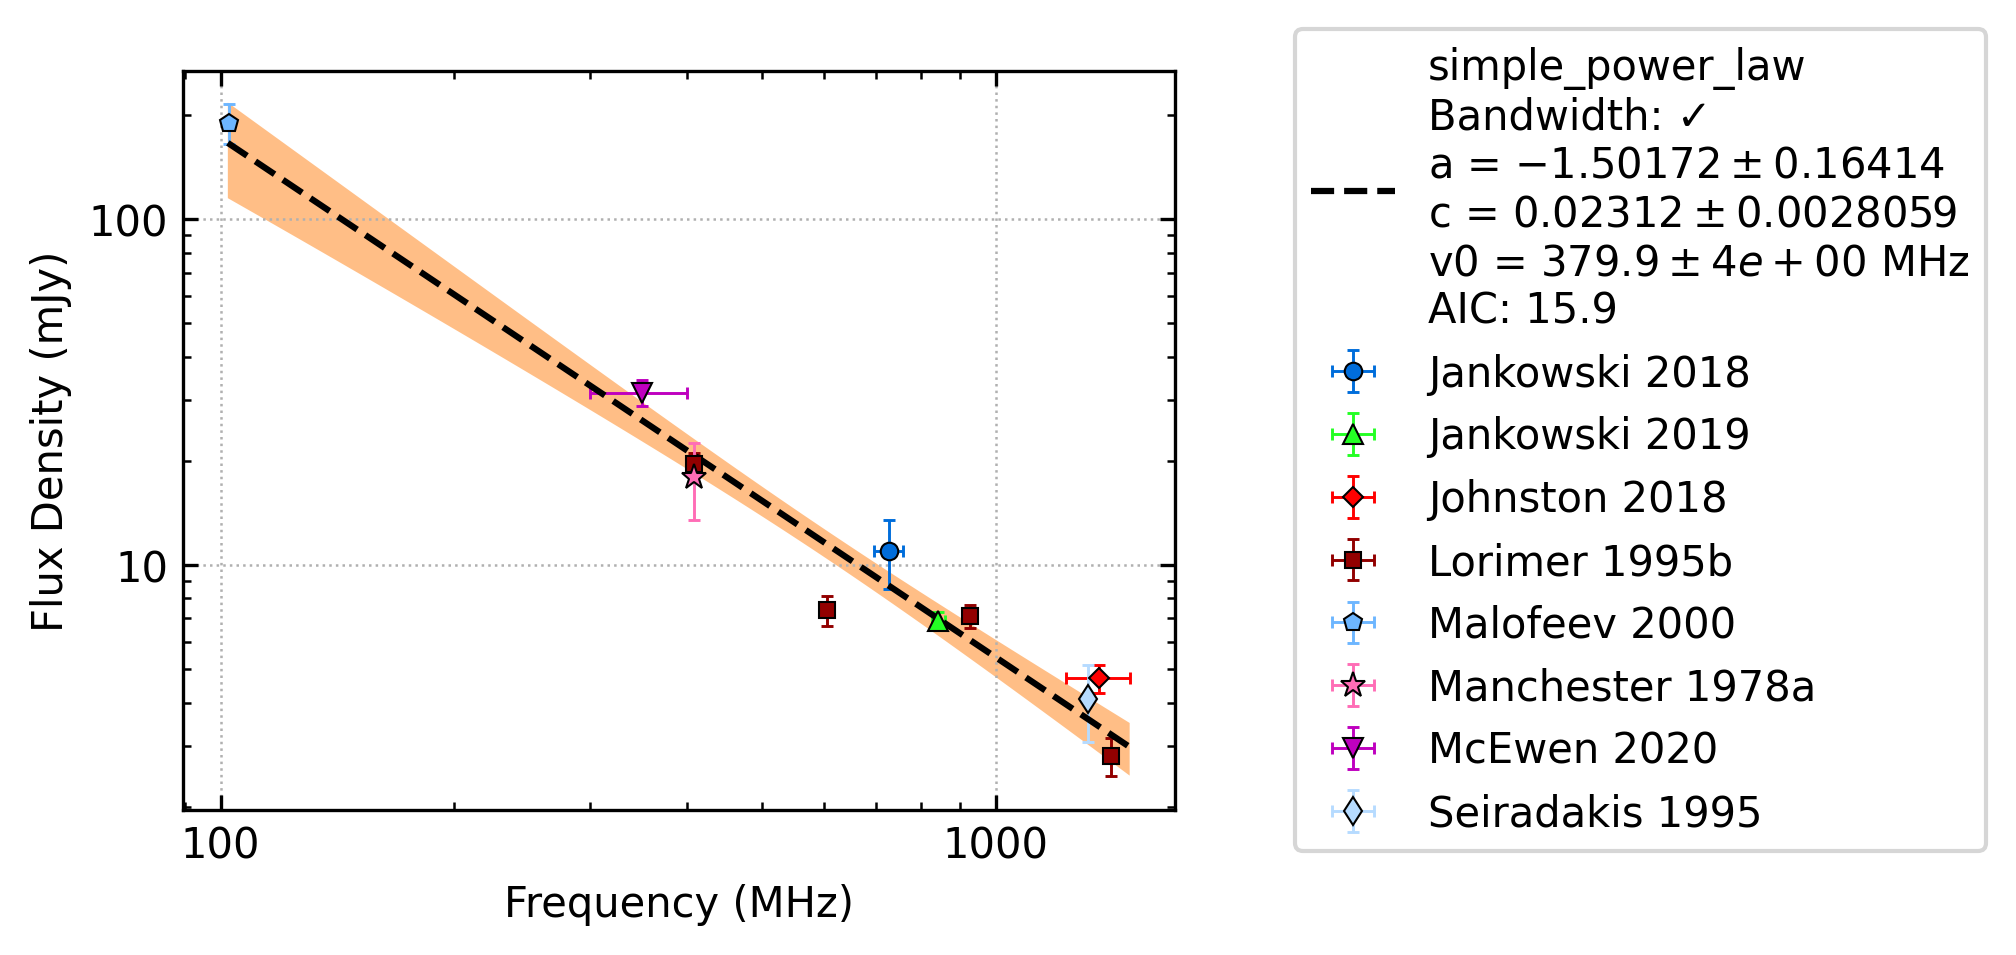 simple_power_law
Bandwidth: ✓
a = −1.50172 ± 0.16414
c = 0.02312 ± 0.0028059
v0 = 379.9 ± 4e + 00 MHz
AIC: 15.9
Jankowski 2018
Jankowski 2019
Johnston 2018
Lorimer 1995b
Malofeev 2000
Manchester 1978a
McEwen 2020
Seiradakis 1995
Flux Density (mJy)
100
10
100
1000
Frequency (MHz)